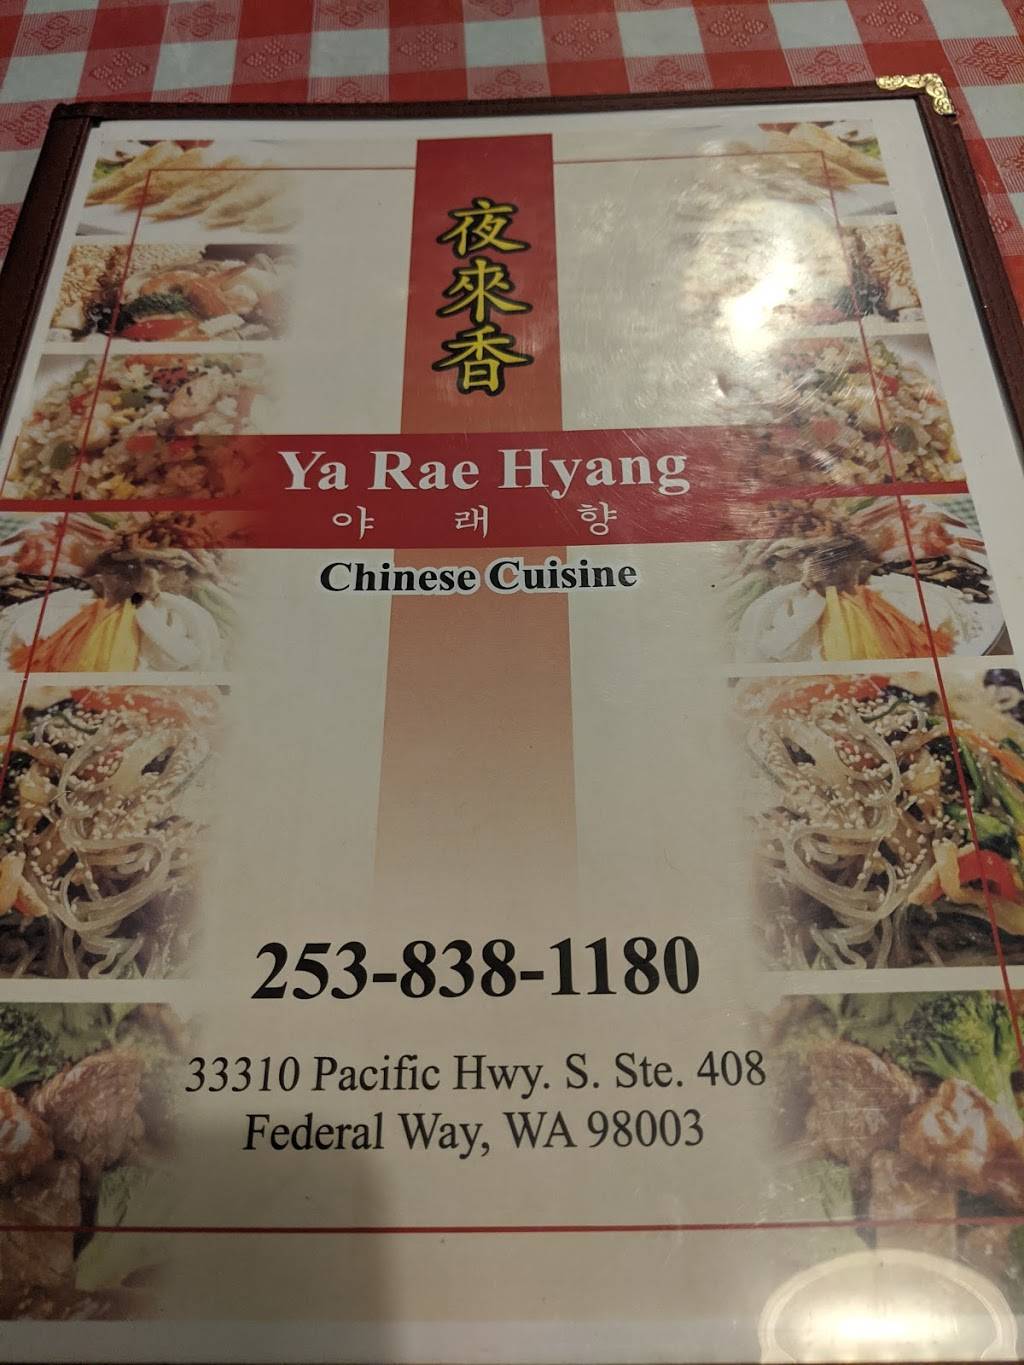 夜來香
Ya Rae Hyang
야 래 향
Chinese Cuisine
253-838-1180
33310 Pacific Hwy. S. Ste. 408
Federal Way, WA 98003